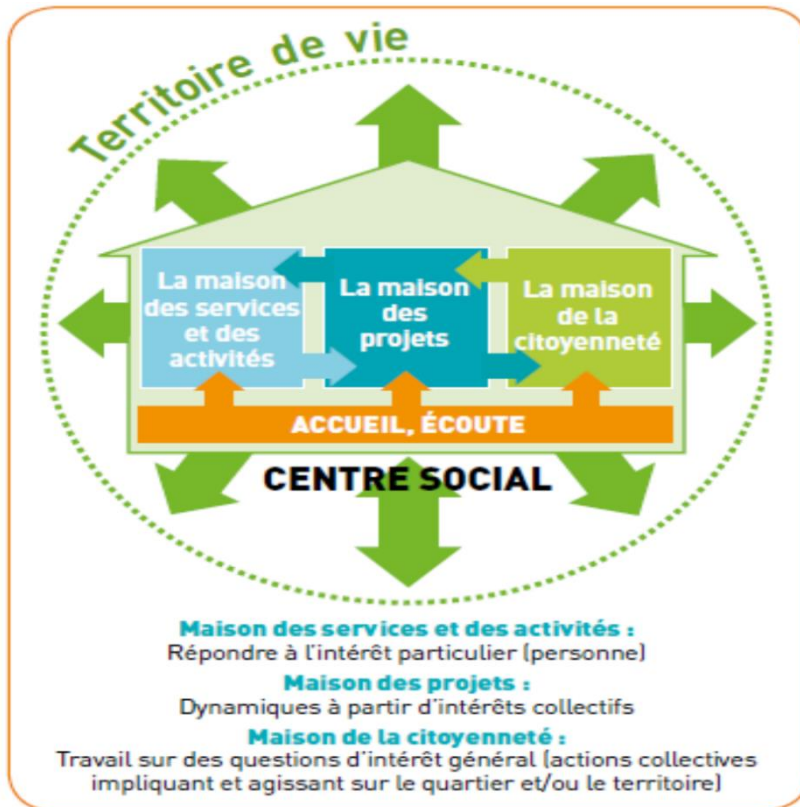 Territoire de vie
La maison
des services
et des
activités
La maison
des
projets
La maison
de la
citoyenneté
ACCUEIL, ÉCOUTE
CENTRE SOCIAL
Maison des services et des activités :
Répondre à l'intérêt particulier (personne)
Maison des projets :
Dynamiques à partir d'intérêts collectifs
Maison de la citoyenneté :
Travail sur des questions d'intérêt général (actions collectives
impliquant et agissant sur le quartier et/ou le territoire)